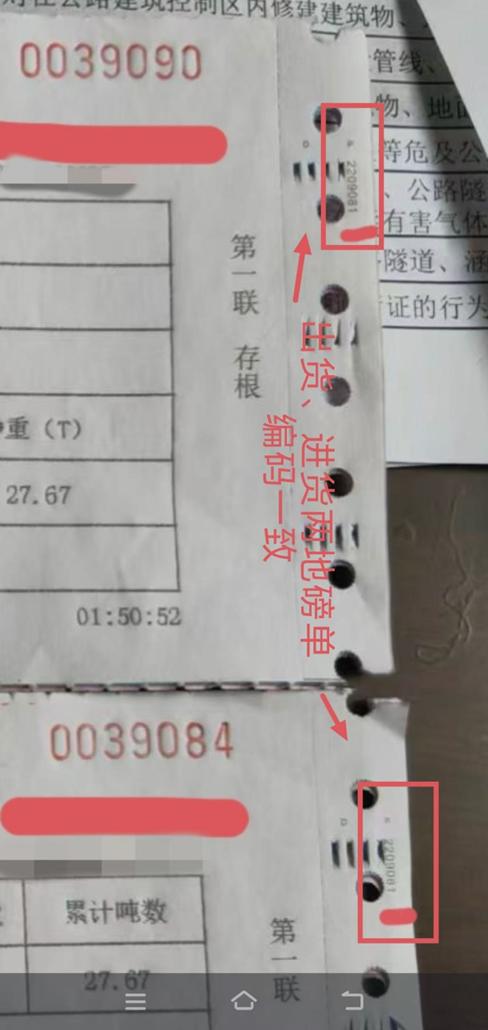 对在公路建筑控制区内修建建筑物、
0039090
管线、
物、地面
等危及公
、公路隧
有害气体
隧道、涵
证的行为
2209081
第一联 存根
重（T）
27.67
01:50:52
出货、进货两地磅单
编码一致
0039084
2209081
累计吨数
27.67
第一联